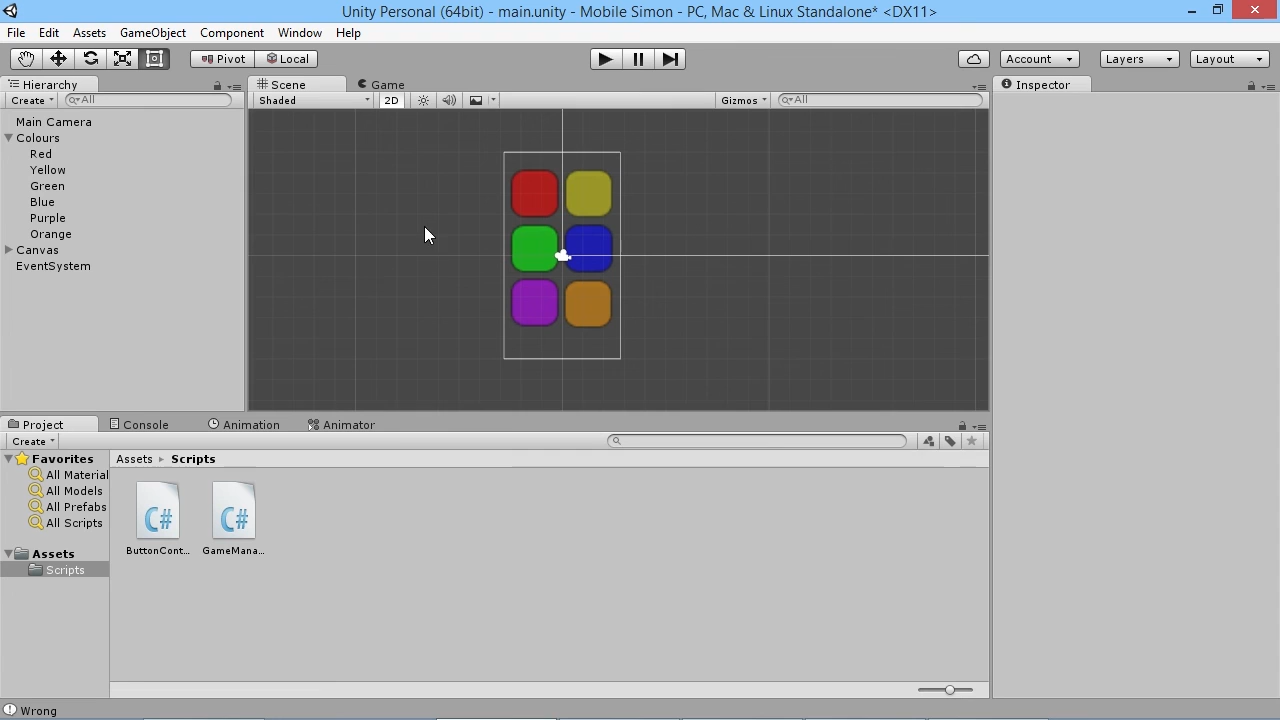 Unity Personal (64bit) - main.unity - Mobile Simon - PC, Mac & Linux Standalone* <DX11>
File Edit Assets GameObject Component Window Help
Pivot Local Account Layers Layout
Hierarchy Scene Game Inspector
Create All Shaded 2D Gizmos All
Main Camera
Colours
Red
Yellow
Green
Blue
Purple
Orange
Canvas
EventSystem
Project Console Animation Animator
Create
Favorites Assets Scripts
All Material
All Models
All Prefabs
All Scripts
Assets
Scripts
C# C#
ButtonCont... GameMana...
Wrong